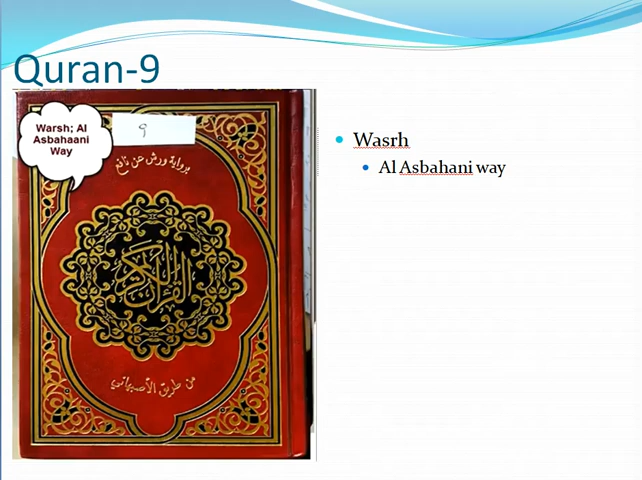 Quran-9
Warsh; Al
Asbahaani
Way
9
برواية ورش عن نافع
القرآن الكريم
من طريق الأصبهاني
Wasrh
Al Asbahani way